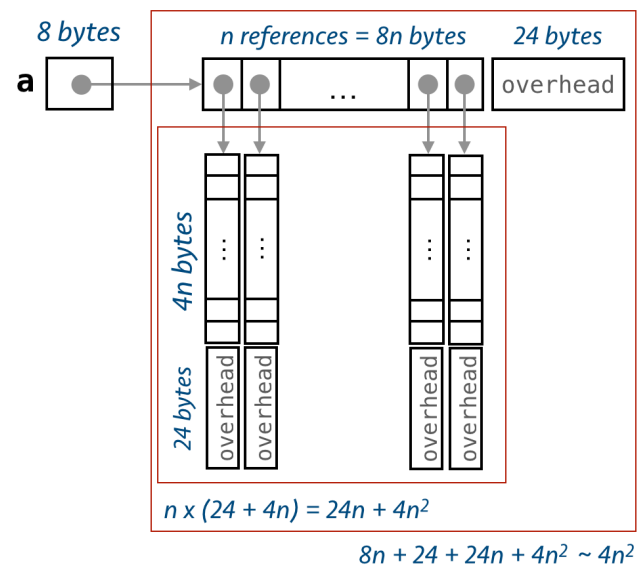 8 bytes
n references = 8n bytes
24 bytes
a
...
overhead
4n bytes
...
...
...
...
24 bytes
overhead
overhead
overhead
overhead
n x (24 + 4n) = 24n + 4n²
8n + 24 + 24n + 4n² ~ 4n²